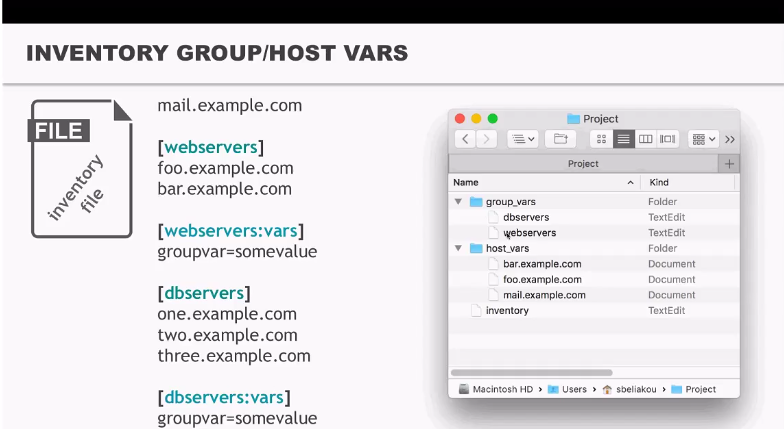 INVENTORY GROUP/HOST VARS
FILE
inventory
file
mail.example.com
[webservers]
foo.example.com
bar.example.com
[webservers:vars]
groupvar=somevalue
[dbservers]
one.example.com
two.example.com
three.example.com
[dbservers:vars]
groupvar=somevalue
Project
Project
Name Kind
group_vars Folder
dbservers TextEdit
webservers TextEdit
host_vars Folder
bar.example.com Document
foo.example.com Document
mail.example.com Document
inventory TextEdit
Macintosh HD › Users › sbeliakou › Project